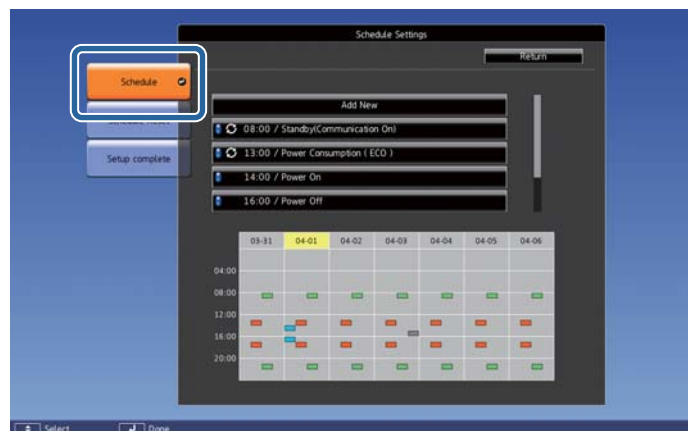 Schedule Settings
Return
Schedule
Schedule Reset
Setup complete
Add New
08:00 / Standby(Communication On)
13:00 / Power Consumption ( ECO )
14:00 / Power On
16:00 / Power Off
03-31 04-01 04-02 04-03 04-04 04-05 04-06
04:00
08:00
12:00
16:00
20:00
Select Done